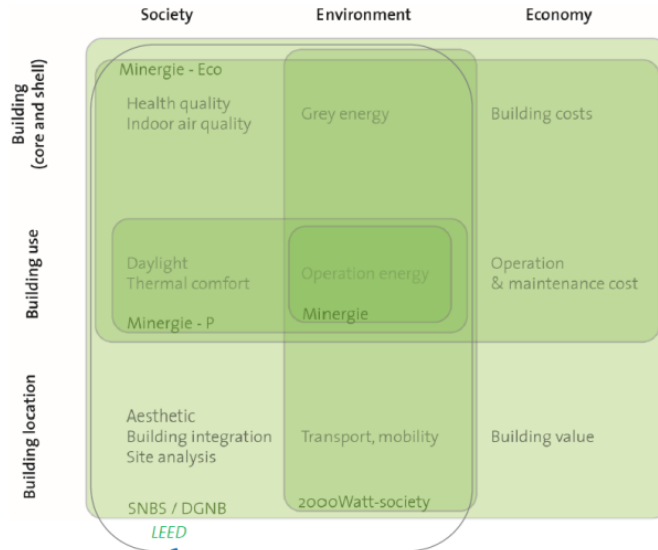 Society
Environment
Economy
Building
(core and shell)
Minergie - Eco
Health quality
Indoor air quality
Grey energy
Building costs
Building use
Daylight
Thermal comfort
Operation energy
Operation
& maintenance cost
Minergie - P
Minergie
Building location
Aesthetic
Building integration
Site analysis
Transport, mobility
Building value
SNBS / DGNB
2000Watt-society
LEED